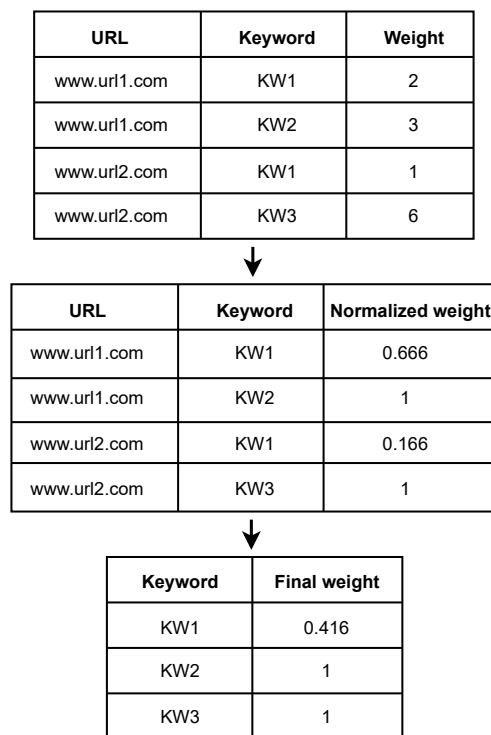 URL Keyword Weight
www.url1.com KW1 2
www.url1.com KW2 3
www.url2.com KW1 1
www.url2.com KW3 6
URL Keyword Normalized weight
www.url1.com KW1 0.666
www.url1.com KW2 1
www.url2.com KW1 0.166
www.url2.com KW3 1
Keyword Final weight
KW1 0.416
KW2 1
KW3 1